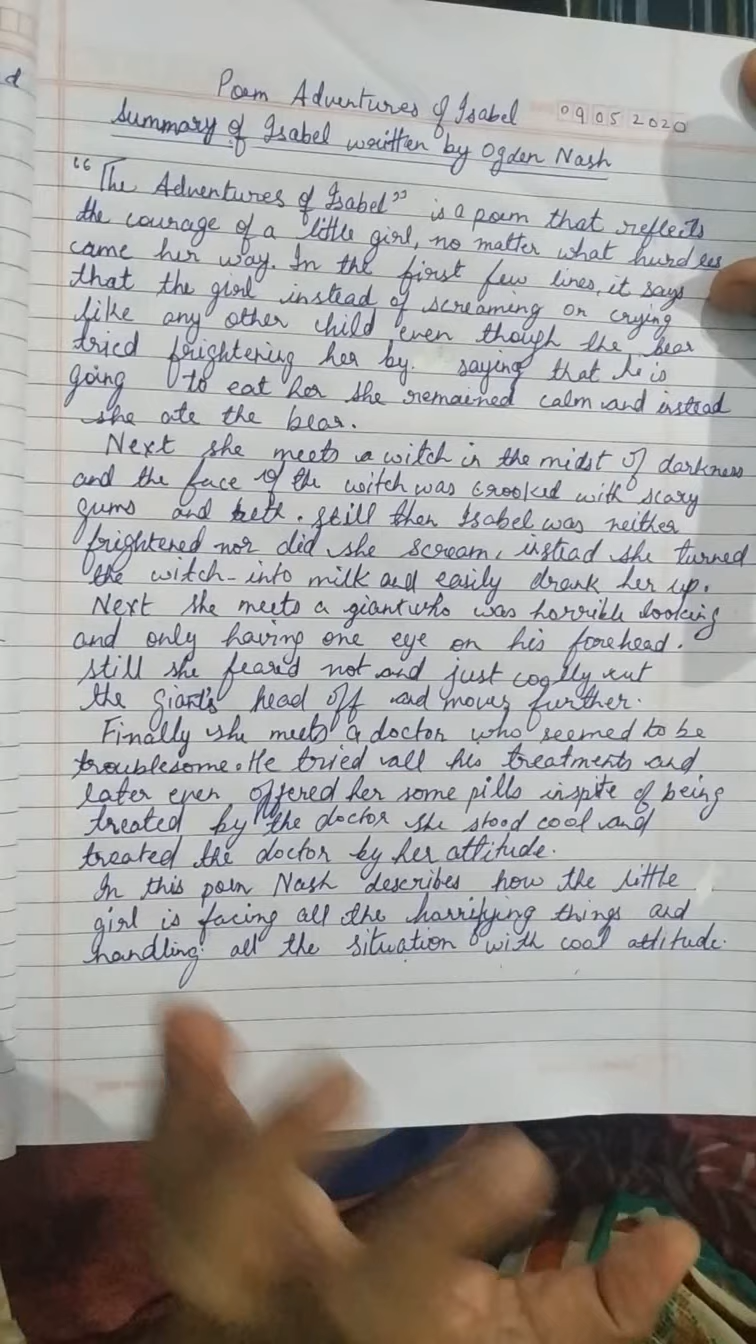 d
Poem Adventures of Isabel
09 05 2020
Summary of Isabel written by Ogden Nash
"The Adventures of Isabel" is a poem that reflects
the courage of a little girl, no matter what hurdles
came her way. In the first few lines, it says
that the girl instead of screaming or crying
like any other child even though the bear
tried frightening her by. saying that he is
going to eat her she remained calm and instead
she ate the bear.
Next she meets a witch in the midst of darkness
and the face of the witch was crooked with scary
gums and teeth. Still then Isabel was neither
frightened nor did she scream, instead she turned
the witch into milk and easily drank her up.
Next she meets a giant who was horrible looking
and only having one eye on his forehead.
Still she feared not and just coolly cut
the giant's head off and moves further.
Finally she meets a doctor who seemed to be
troublesome. He tried all his treatments and
later even offered her some pills inspite of being
treated by the doctor she stood cool and
treated the doctor by her attitude.
In this poem Nash describes how the little
girl is facing all the horrifying things and
handling all the situation with cool attitude.